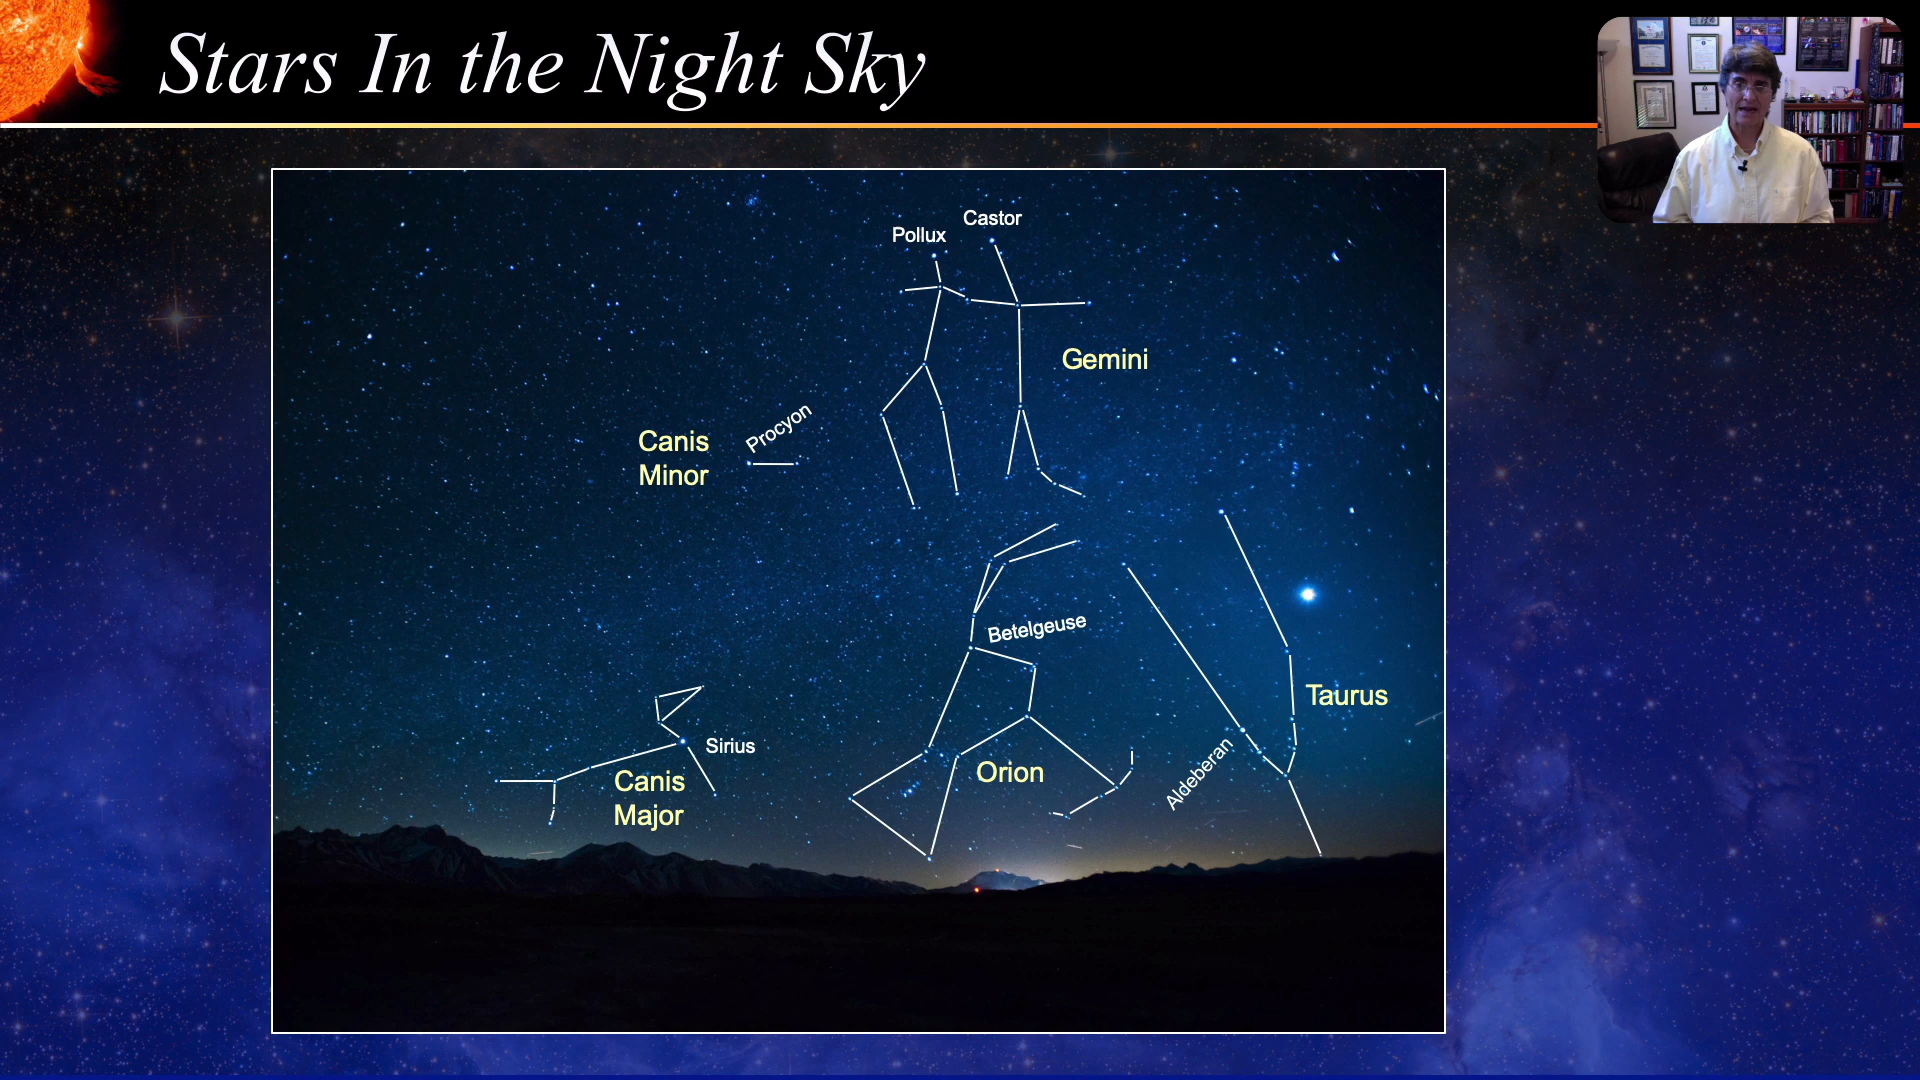 Stars In the Night Sky
Castor
Pollux
Gemini
Procyon
Canis
Minor
Betelgeuse
Taurus
Sirius
Aldeberan
Orion
Canis
Major